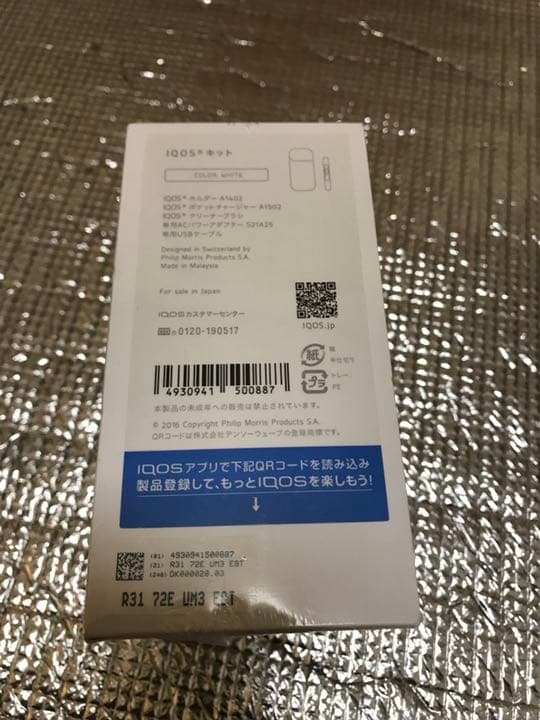 IQOS® キット
COLOR: WHITE
IQOS® ホルダー A1402
IQOS® ポケットチャージャー A1502
IQOS® クリーナーブラシ
専用ACパワーアダプター S21A25
専用USBケーブル
Designed in Switzerland by
Philip Morris Products S.A.
Made in Malaysia
For sale in Japan
IQOSカスタマーセンター
0120-190517
IQOS.jp
紙
箱
中仕切り
プラ
トレー
PE
4930941 500887
本製品の未成年への販売は禁止されています。
© 2016 Copyright Philip Morris Products S.A.
QRコードは株式会社デンソーウェーブの登録商標です。
IQOSアプリで下記QRコードを読み込み
製品登録して、もっとIQOSを楽しもう!
↓
(01) 4930941500887
(21) R31 72E UM3 E8T
(240) DK000020.03
R31 72E UM3 E8T